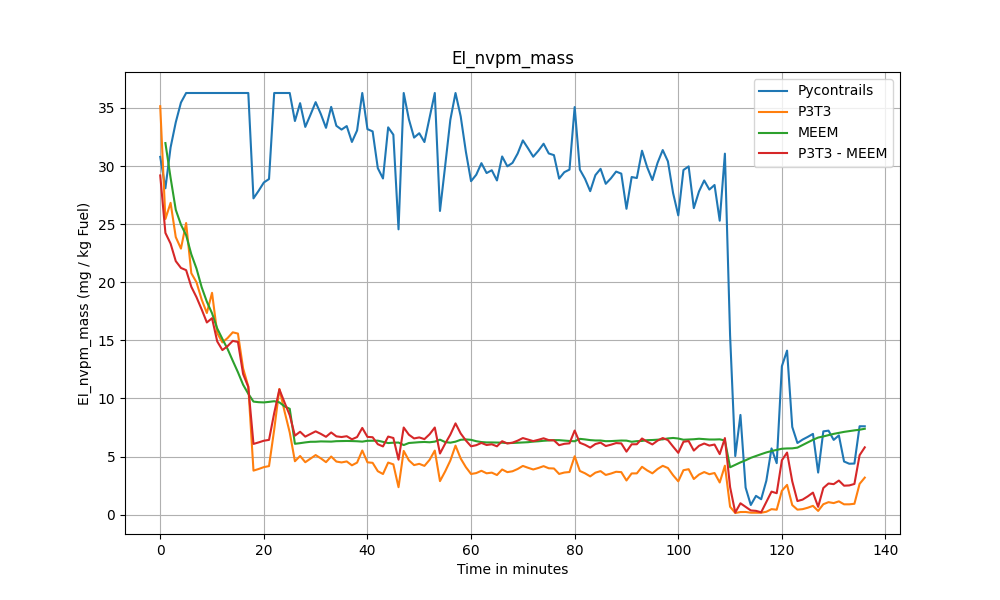 EI_nvpm_mass
Pycontrails
P3T3
MEEM
P3T3 - MEEM
EI_nvpm_mass (mg / kg Fuel)
35
30
25
20
15
10
5
0
0 20 40 60 80 100 120 140
Time in minutes